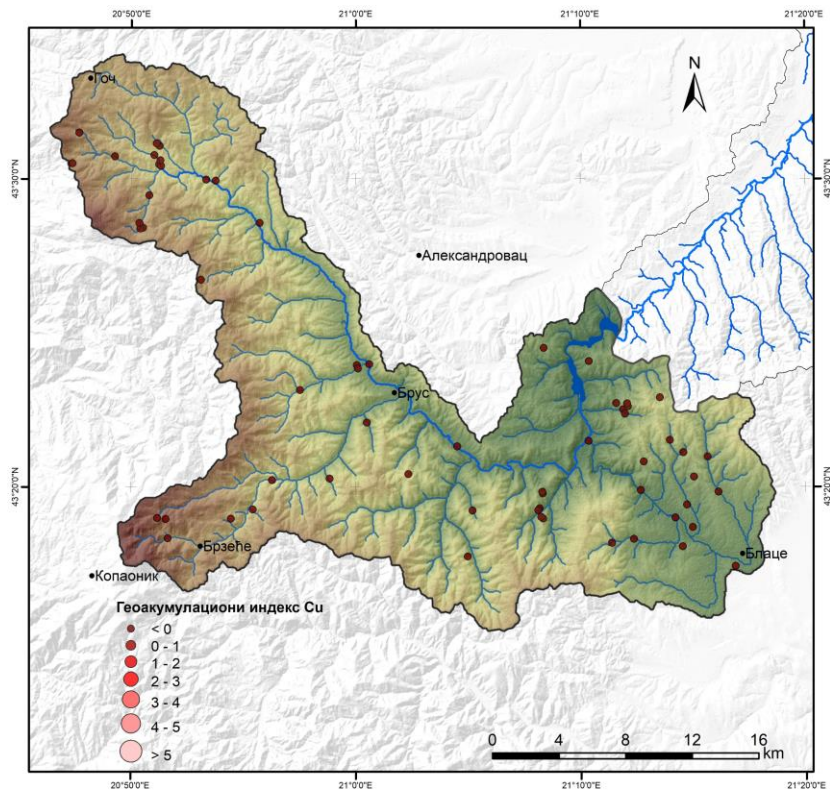 20°50'0"E
21°0'0"E
21°10'0"E
21°20'0"E
N
Гоч
43°30'0"N
43°30'0"N
Александровац
Брус
43°20'0"N
43°20'0"N
Брзеће
Блаце
Копаоник
Геоакумулациони индекс Cu
< 0
0 - 1
1 - 2
2 - 3
3 - 4
4 - 5
> 5
0 4 8 12 16
km
20°50'0"E
21°0'0"E
21°10'0"E
21°20'0"E